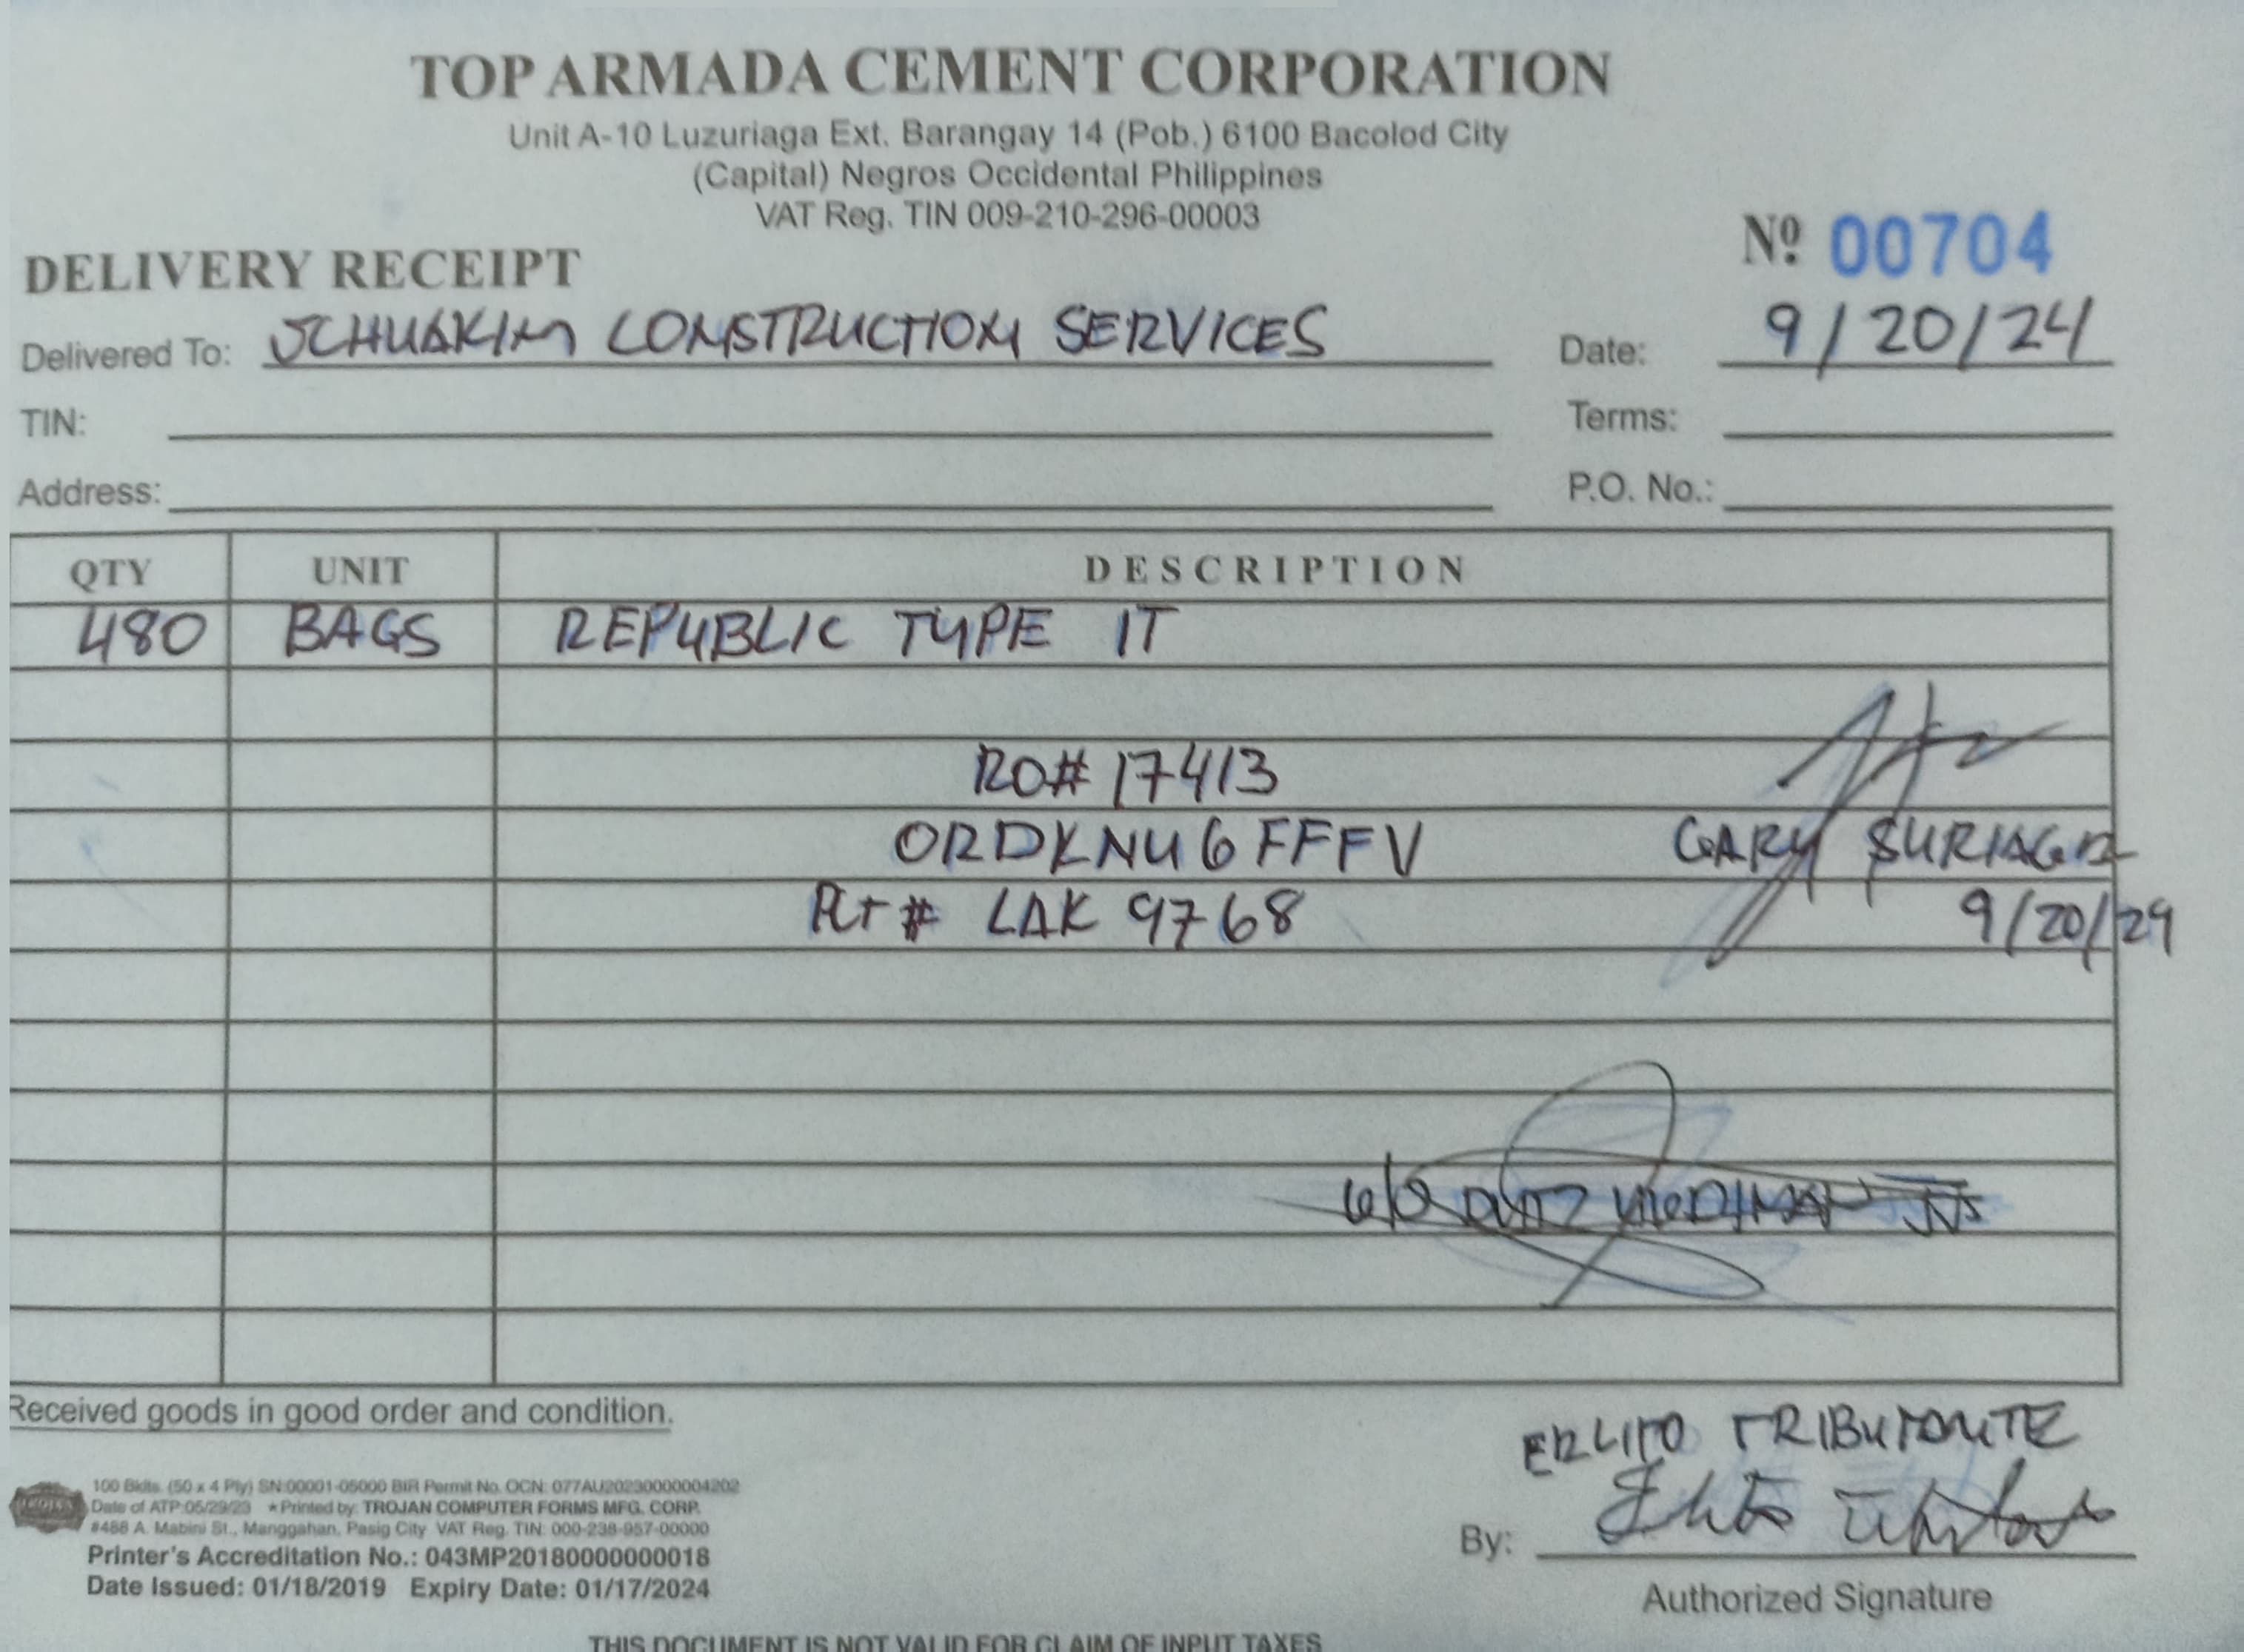 TOP ARMADA CEMENT CORPORATION
Unit A-10 Luzuriaga Ext. Barangay 14 (Pob.) 6100 Bacolod City
(Capital) Negros Occidental Philippines
VAT Reg. TIN 009-210-296-00003
Nº 00704
DELIVERY RECEIPT
Delivered To: JCHUAKIM CONSTRUCTION SERVICES Date: 9/20/24
TIN: Terms:
Address: P.O. No.:
QTY UNIT DESCRIPTION
480 BAGS REPUBLIC TYPE IT
RO# 17413
ORDKNU6FFFV GARY
PLT # LAK 9768 9/20/24
Received goods in good order and condition.
ERLITO
100 Bklts. (50 x 4 Ply) SN:00001-05000 BIR Permit No. OCN: 077AU20230000004202
Date of ATP:05/29/23 ★Printed by: TROJAN COMPUTER FORMS MFG. CORP.
#488 A. Mabini St., Manggahan, Pasig City VAT Reg. TIN: 000-238-957-00000
Printer's Accreditation No.: 043MP20180000000018
Date Issued: 01/18/2019 Expiry Date: 01/17/2024
By:
Authorized Signature
THIS DOCUMENT IS NOT VALID FOR CLAIM OF INPUT TAXES